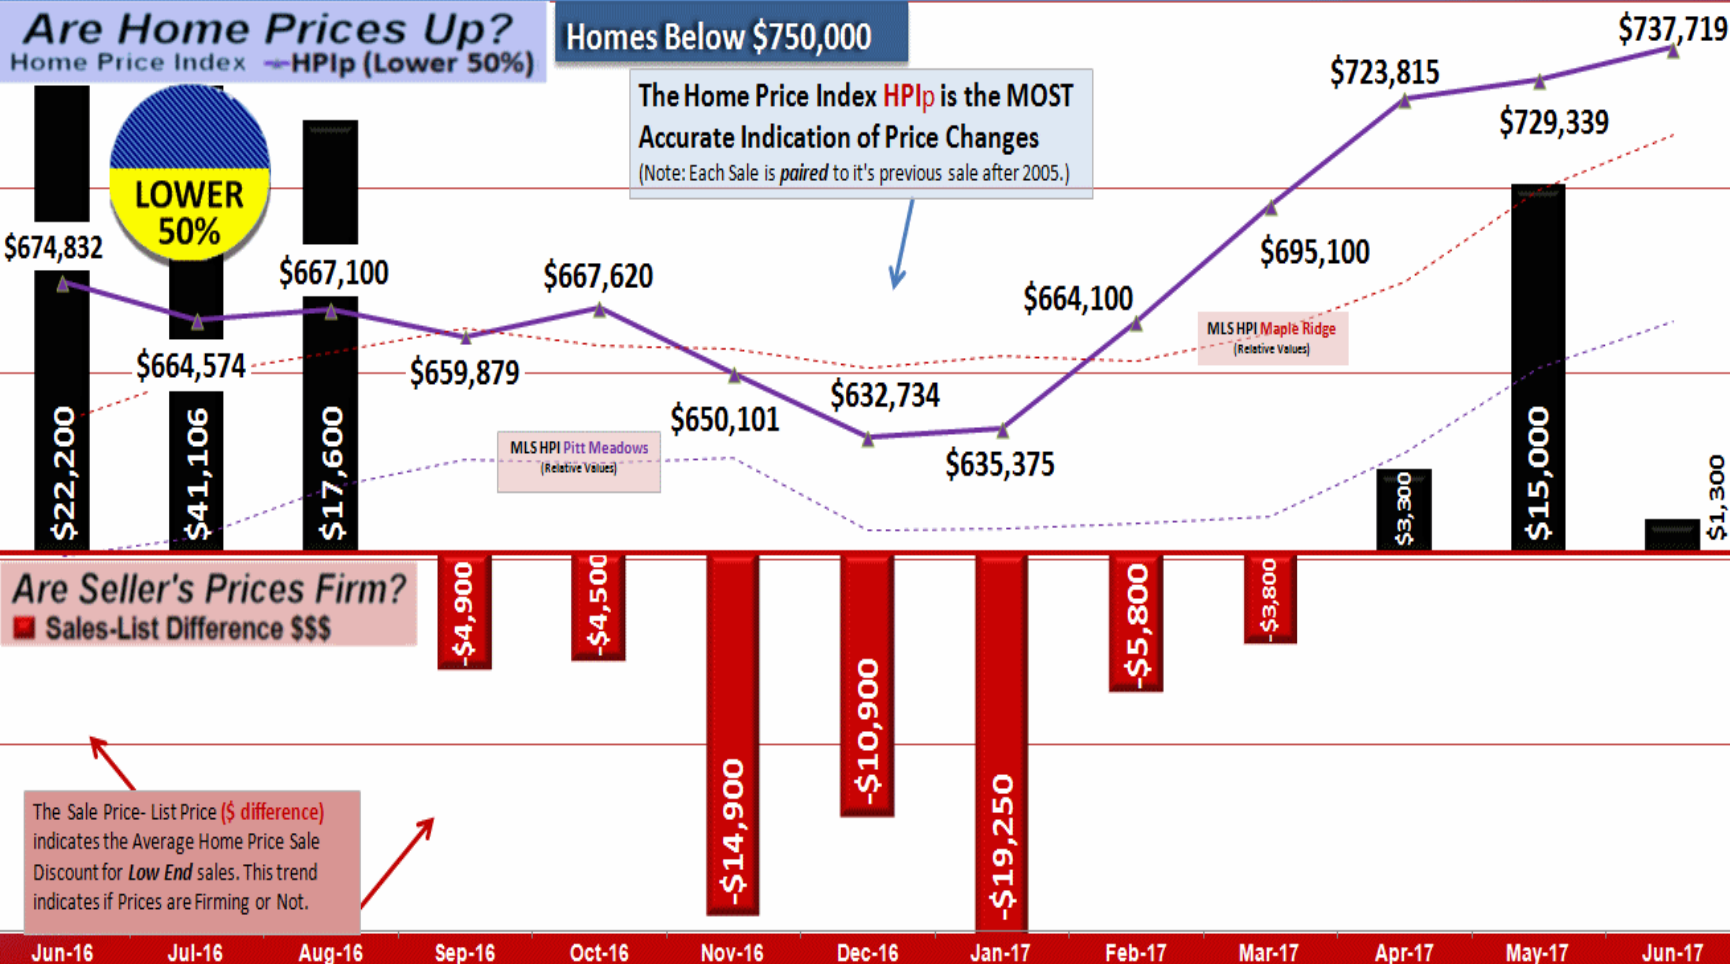 Are Home Prices Up?
Home Price Index HPIp (Lower 50%)
Homes Below $750,000
The Home Price Index HPIp is the MOST
Accurate Indication of Price Changes
(Note: Each Sale is paired to it's previous sale after 2005.)
LOWER
50%
$674,832
$664,574
$667,100
$659,879
$667,620
$650,101
$632,734
$635,375
$664,100
$695,100
$723,815
$729,339
$737,719
MLS HPI Maple Ridge
(Relative Values)
MLS HPI Pitt Meadows
(Relative Values)
$22,200
$41,106
$17,600
-$4,900
-$4,500
-$14,900
-$10,900
-$19,250
-$5,800
-$3,800
$3,300
$15,000
$1,300
Are Seller's Prices Firm?
Sales-List Difference $$$
The Sale Price- List Price ($ difference)
indicates the Average Home Price Sale
Discount for Low End sales. This trend
indicates if Prices are Firming or Not.
Jun-16
Jul-16
Aug-16
Sep-16
Oct-16
Nov-16
Dec-16
Jan-17
Feb-17
Mar-17
Apr-17
May-17
Jun-17